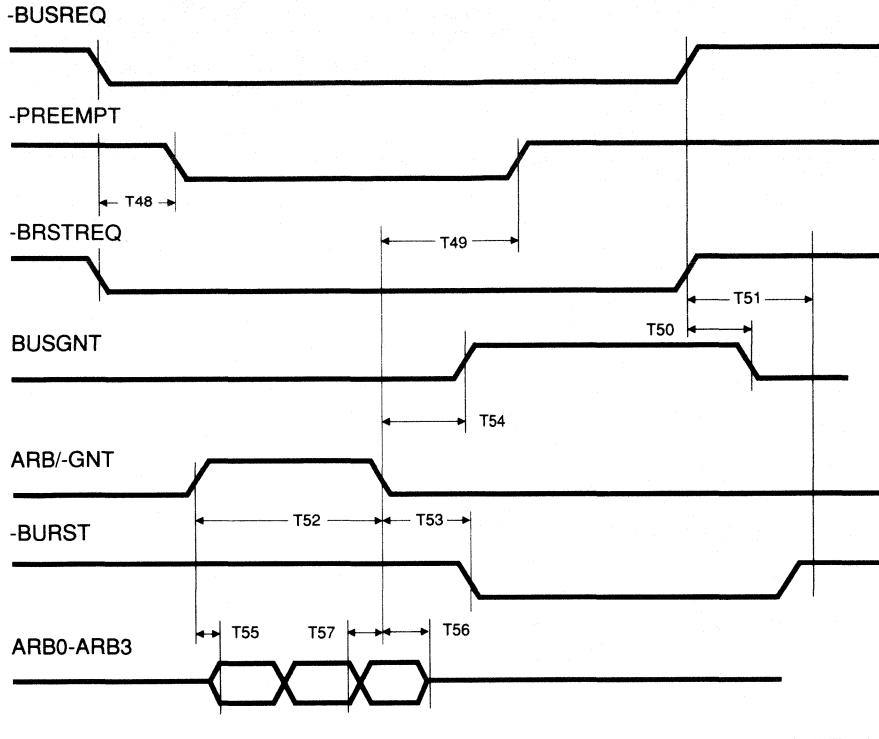 -BUSREQ
-PREEMPT
T48
-BRSTREQ
T49
T51
T50
BUSGNT
T54
ARB/-GNT
T52
T53
-BURST
T55
T57
T56
ARB0-ARB3